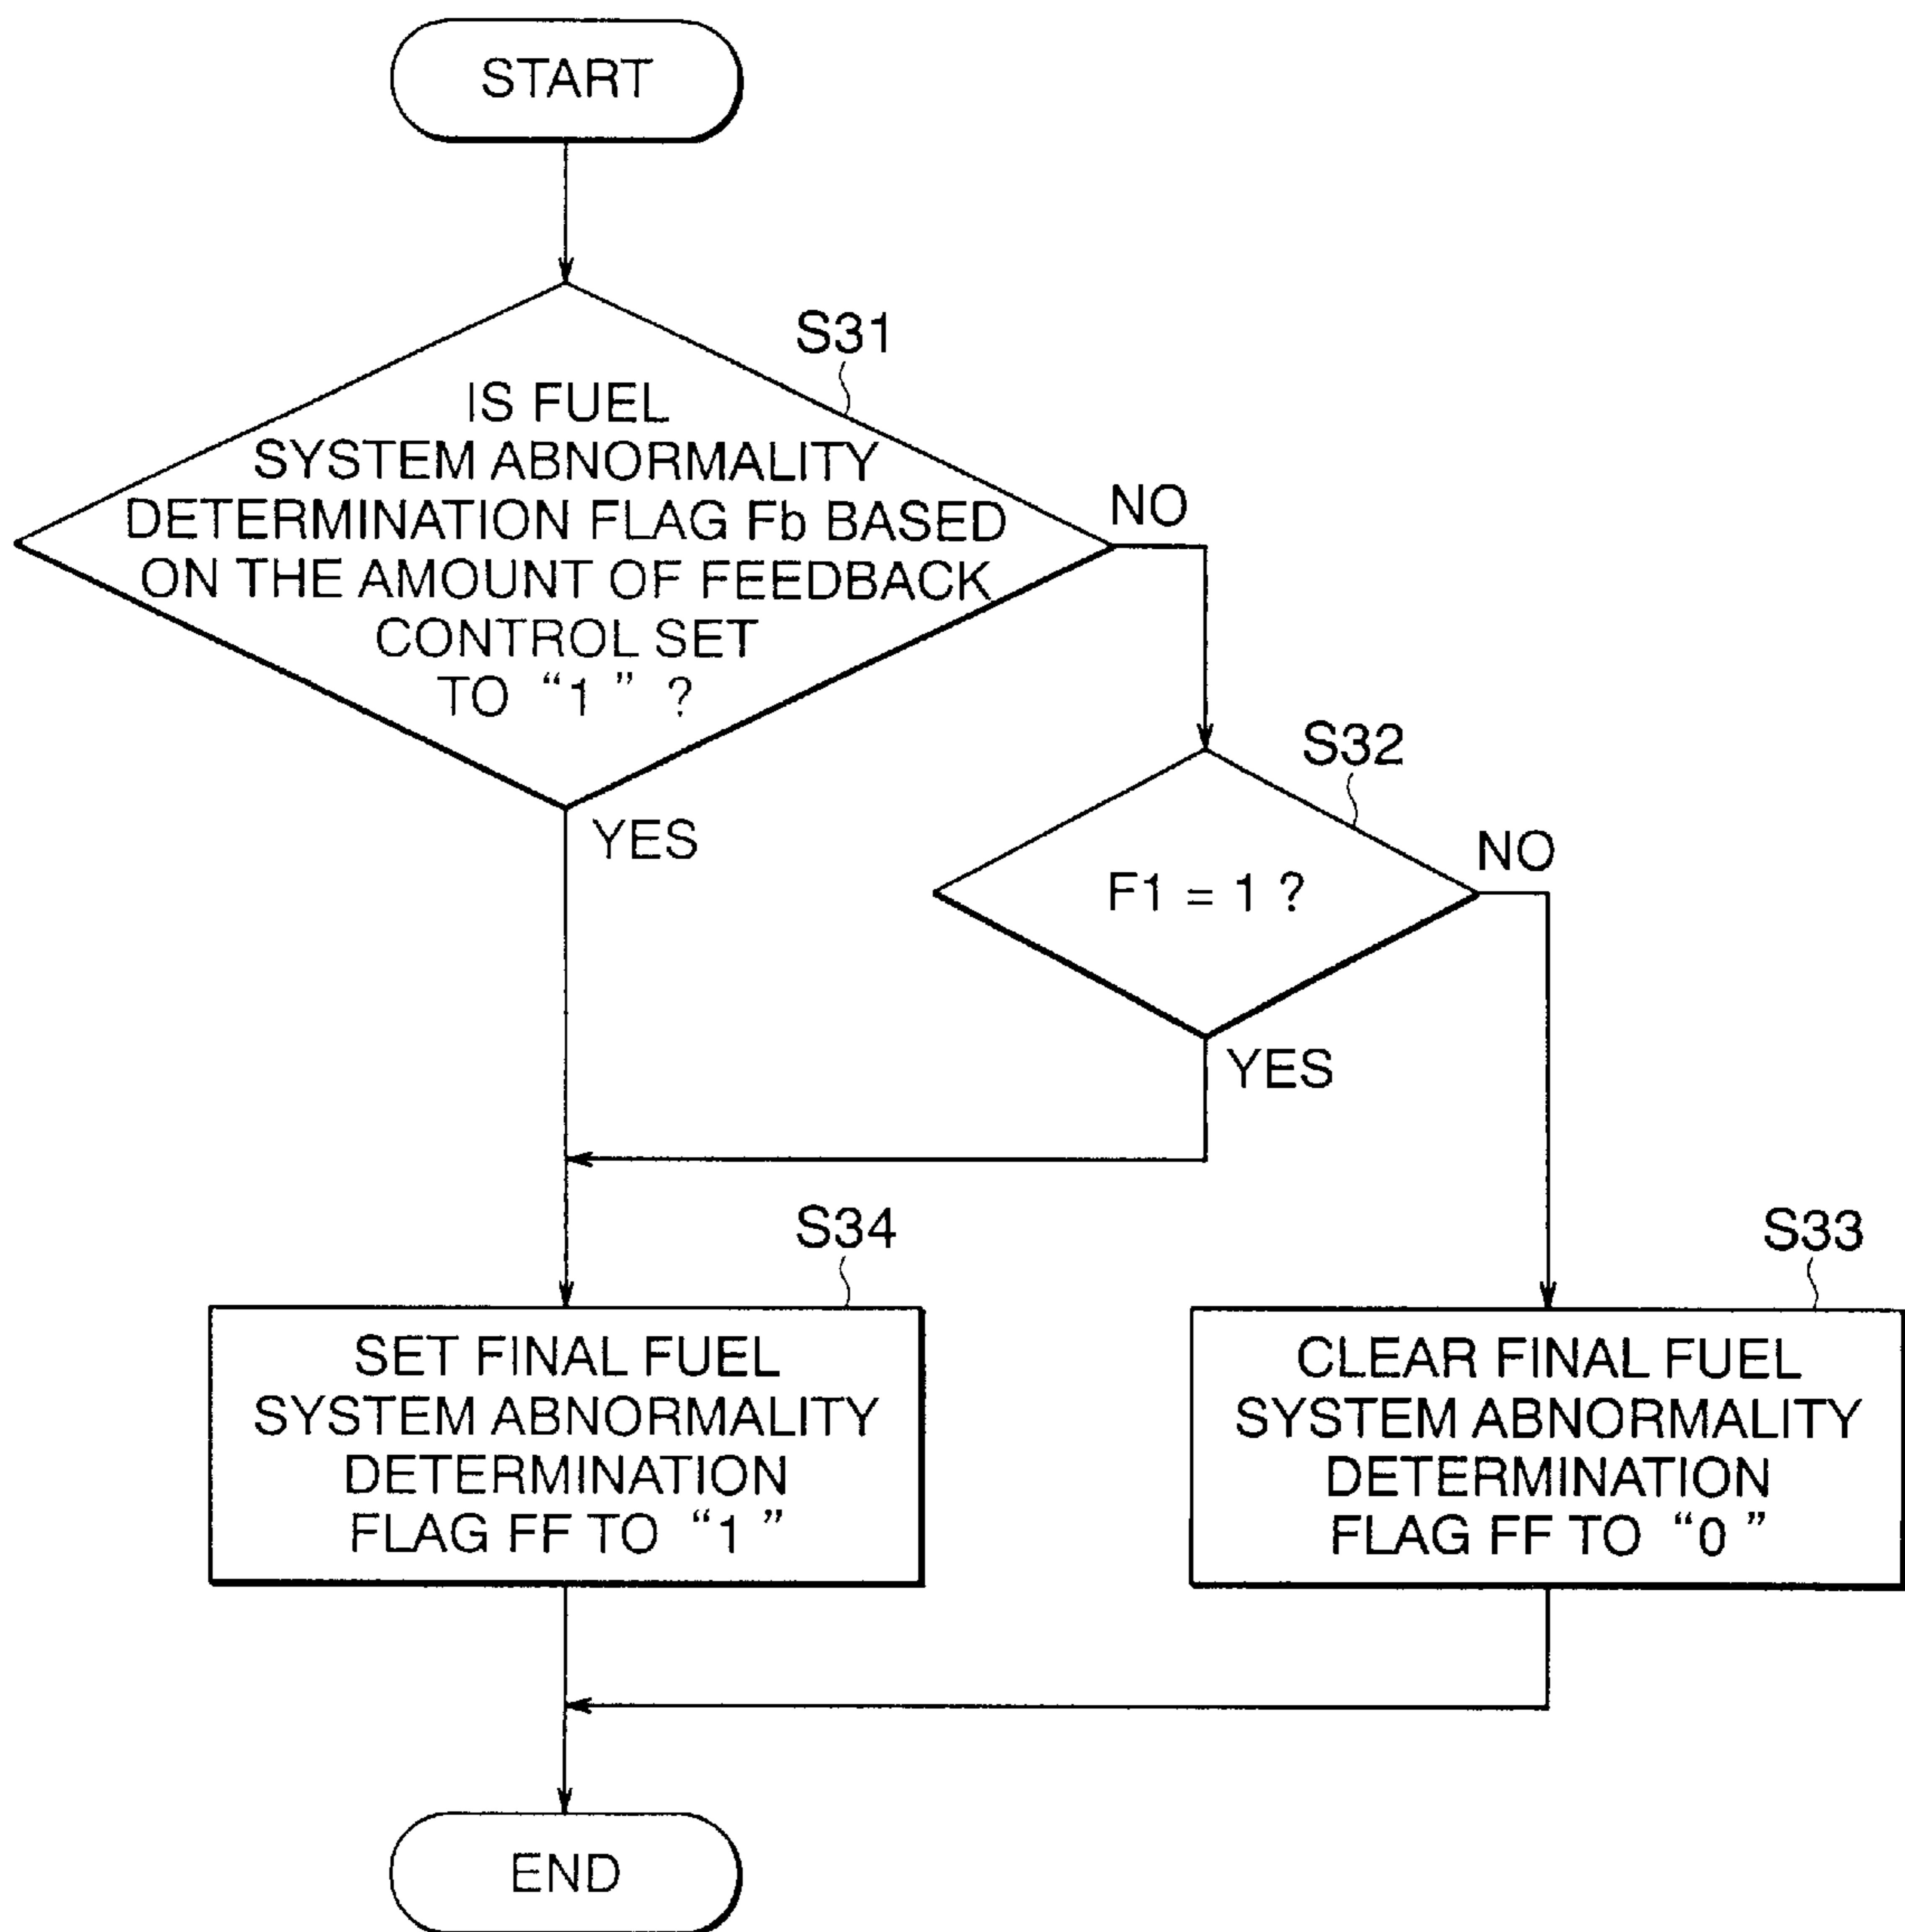 START
S31
IS FUEL
SYSTEM ABNORMALITY
DETERMINATION FLAG Fb BASED
ON THE AMOUNT OF FEEDBACK
CONTROL SET
TO “1” ?
NO
YES
S32
F1 = 1 ?
NO
YES
S34
SET FINAL FUEL
SYSTEM ABNORMALITY
DETERMINATION
FLAG FF TO “1”
S33
CLEAR FINAL FUEL
SYSTEM ABNORMALITY
DETERMINATION
FLAG FF TO “0”
END